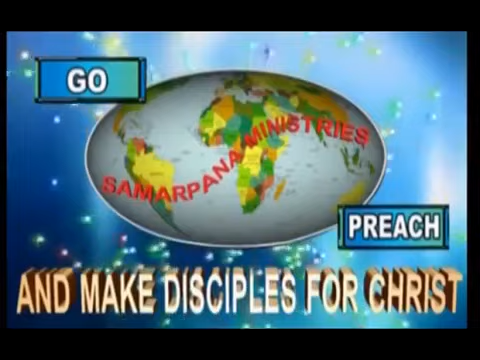 GO
SAMARPANA MINISTRIES
PREACH
AND MAKE DISCIPLES FOR CHRIST